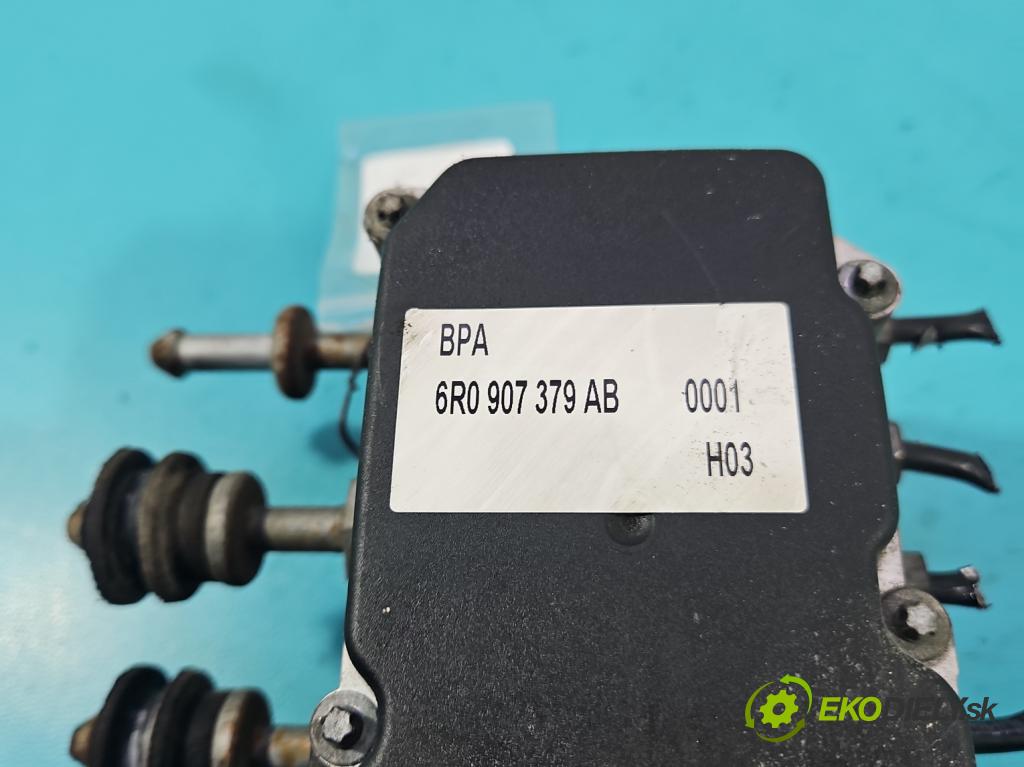 BPA
6R0 907 379 AB 0001
H03
EKODIELY.sk